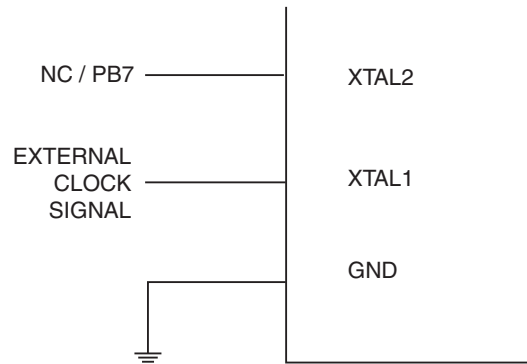 NC / PB7
XTAL2
EXTERNAL
CLOCK
SIGNAL
XTAL1
GND